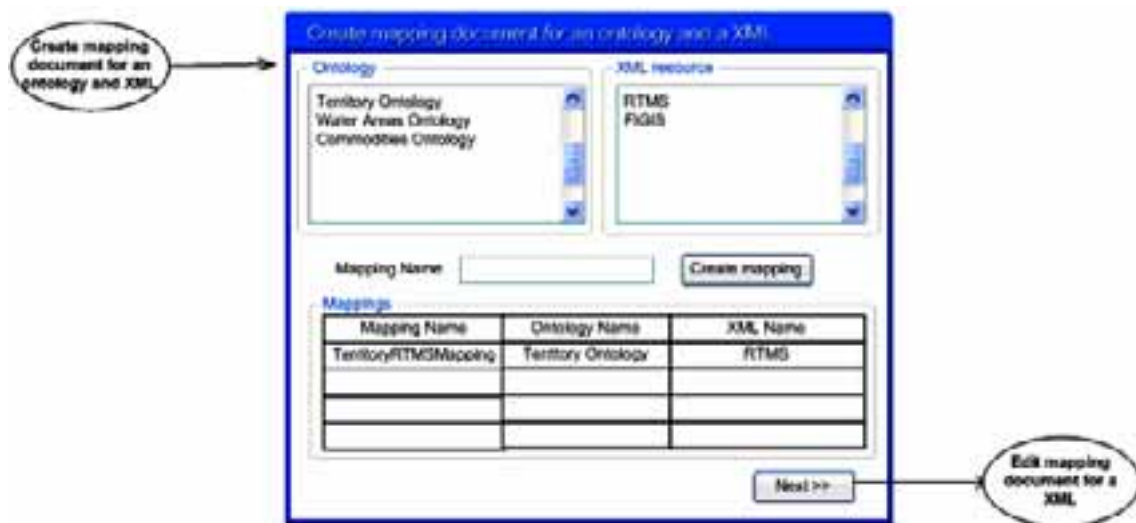 Create mapping
document for an
ontology and XML
Create mapping document for an ontology and a XML
Ontology
Territory Ontology
Water Areas Ontology
Commodities Ontology
XML resource
RTMS
FIGIS
Mapping Name
Create mapping
Mappings
Mapping Name Ontology Name XML Name
TerritoryRTMSMapping Territory Ontology RTMS
Next >>
Edit mapping
document for a
XML